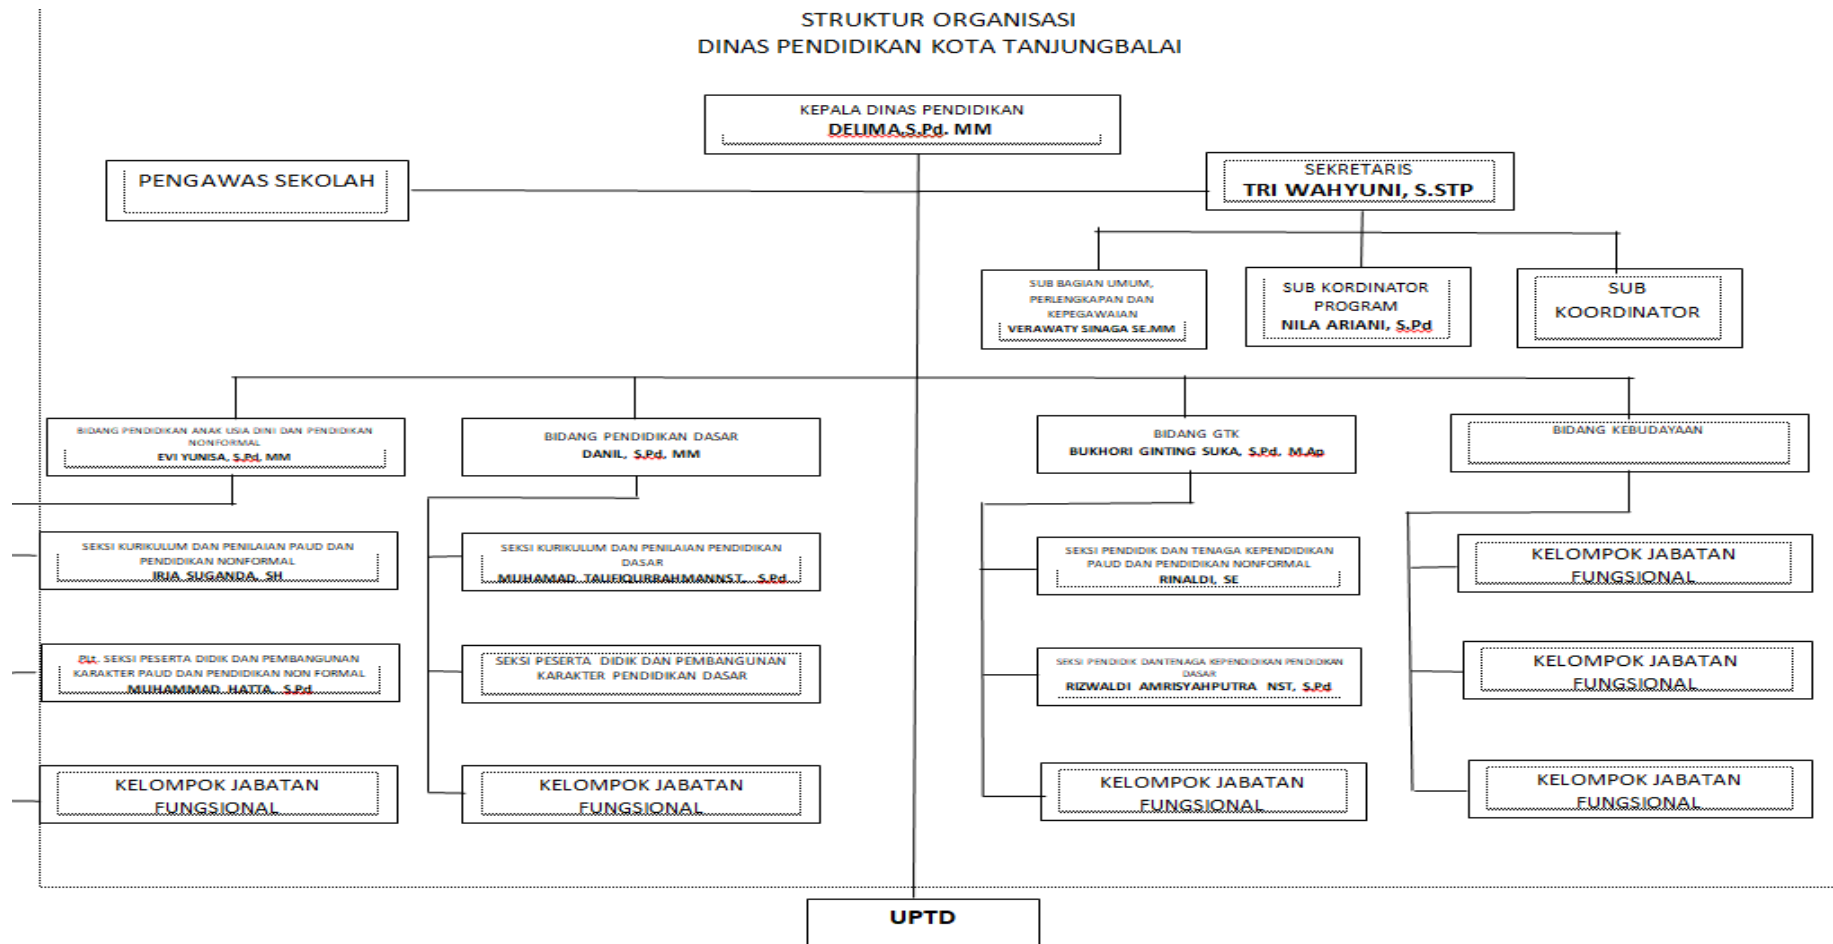 STRUKTUR ORGANISASI
DINAS PENDIDIKAN KOTA TANJUNGBALAI
KEPALA DINAS PENDIDIKAN
DELIMA,S.Pd. MM
PENGAWAS SEKOLAH
SEKRETARIS
TRI WAHYUNI, S.STP
SUB BAGIAN UMUM,
PERLENGKAPAN DAN
KEPEGAWAIAN
VERAWATY SINAGA SE.MM
SUB KORDINATOR
PROGRAM
NILA ARIANI, S.Pd
SUB
KOORDINATOR
BIDANG PENDIDIKAN ANAK USIA DINI DAN PENDIDIKAN
NONFORMAL
EVI YUNISA, S.Pd, MM
BIDANG PENDIDIKAN DASAR
DANIL, S.Pd, MM
BIDANG GTK
BUKHORI GINTING SUKA, S.Pd. M.Ap
BIDANG KEBUDAYAAN
SEKSI KURIKULUM DAN PENILAIAN PAUD DAN
PENDIDIKAN NONFORMAL
IRJA SUGANDA, SH
SEKSI KURIKULUM DAN PENILAIAN PENDIDIKAN
DASAR
MUHAMAD TAUFIQURRAHMANNST, S.Pd
SEKSI PENDIDIK DAN TENAGA KEPENDIDIKAN
PAUD DAN PENDIDIKAN NONFORMAL
RINALDI, SE
KELOMPOK JABATAN
FUNGSIONAL
PLt. SEKSI PESERTA DIDIK DAN PEMBANGUNAN
KARAKTER PAUD DAN PENDIDIKAN NON FORMAL
MUHAMMAD HATTA, S.Pd
SEKSI PESERTA DIDIK DAN PEMBANGUNAN
KARAKTER PENDIDIKAN DASAR
SEKSI PENDIDIK DANTENAGA KEPENDIDIKAN PENDIDIKAN
DASAR
RIZWALDI AMRISYAHPUTRA NST, S.Pd
KELOMPOK JABATAN
FUNGSIONAL
KELOMPOK JABATAN
FUNGSIONAL
KELOMPOK JABATAN
FUNGSIONAL
KELOMPOK JABATAN
FUNGSIONAL
KELOMPOK JABATAN
FUNGSIONAL
UPTD